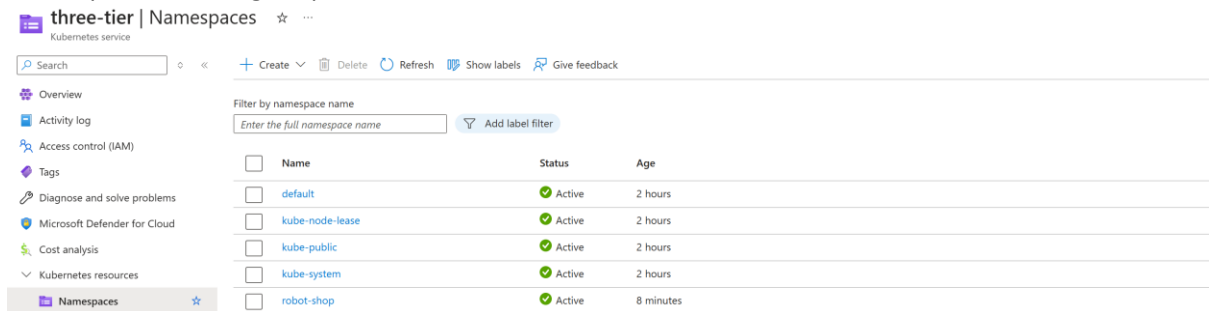 three-tier | Namespaces
Kubernetes service
Search
Create Delete Refresh Show labels Give feedback
Overview
Activity log
Access control (IAM)
Tags
Diagnose and solve problems
Microsoft Defender for Cloud
Cost analysis
Kubernetes resources
Namespaces
Filter by namespace name
Enter the full namespace name Add label filter
Name Status Age
default Active 2 hours
kube-node-lease Active 2 hours
kube-public Active 2 hours
kube-system Active 2 hours
robot-shop Active 8 minutes